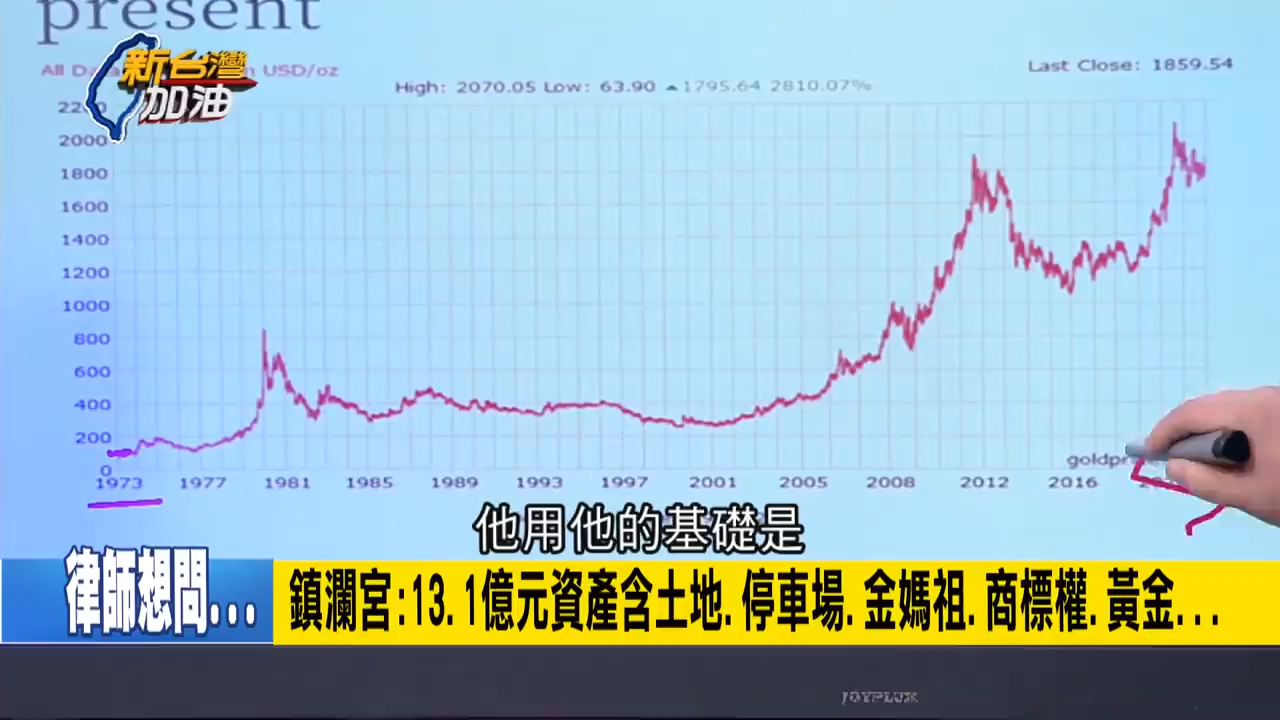 present
新台灣
加油
All Da
n USD/oz
High: 2070.05 Low: 63.90 ▲1795.64 2810.07%
Last Close: 1859.54
2000
1800
1600
1400
1200
1000
800
600
400
200
0
1973 1977 1981 1985 1989 1993 1997 2001 2005 2008 2012 2016
goldpr
他用他的基礎是
律師想問...
鎮瀾宮:13.1億元資產含土地.停車場.金媽祖.商標權.黃金...
JOYPLUX